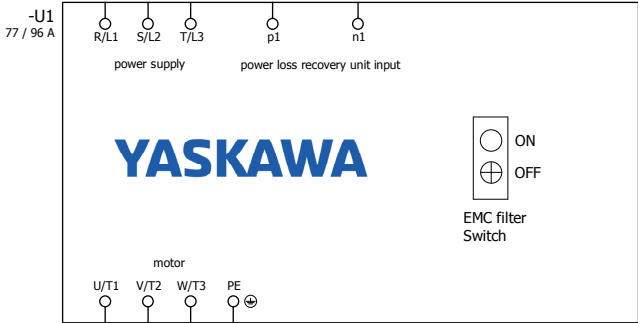 -U1
77 / 96 A
R/L1 S/L2 T/L3 p1 n1
power supply power loss recovery unit input
YASKAWA
ON
OFF
EMC filter
Switch
motor
U/T1 V/T2 W/T3 PE